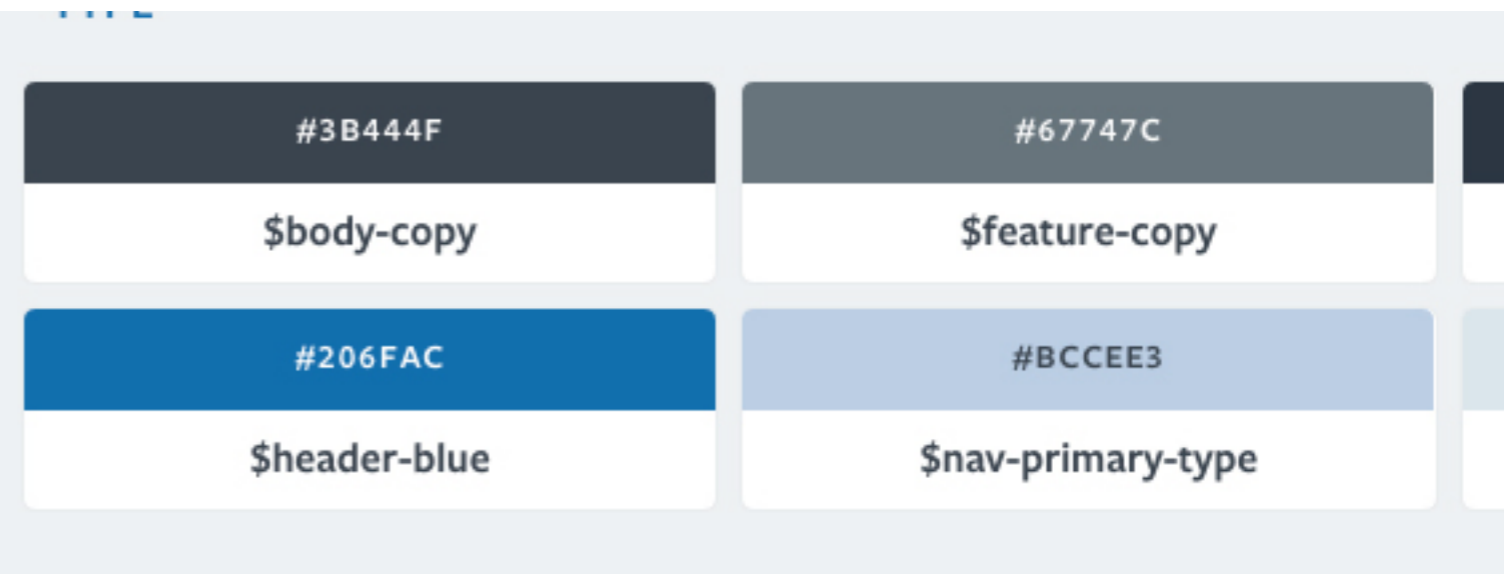 #3B444F
#67747C
$body-copy
$feature-copy
#206FAC
#BCCEE3
$header-blue
$nav-primary-type